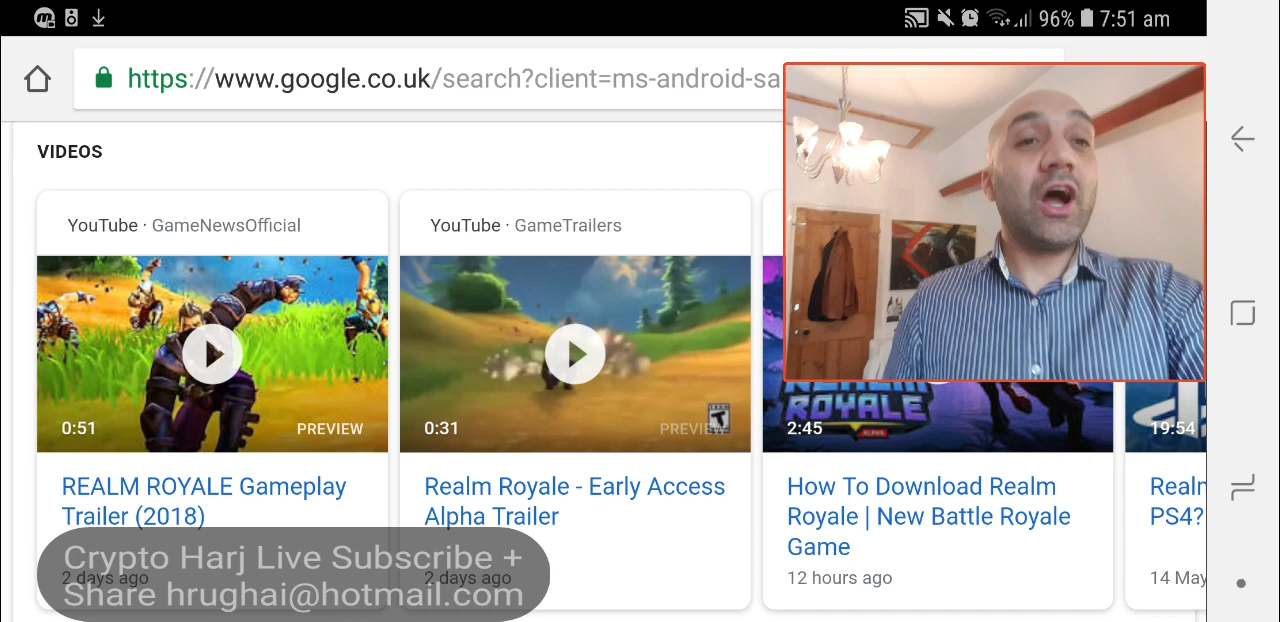 96% 7:51 am
https://www.google.co.uk/search?client=ms-android-sa
VIDEOS
YouTube · GameNewsOfficial
0:51
PREVIEW
REALM ROYALE Gameplay
Trailer (2018)
2 days ago
YouTube · GameTrailers
0:31
PREVIEW
T
Realm Royale - Early Access
Alpha Trailer
2 days ago
REALM
ROYALE
ALPHA
2:45
How To Download Realm
Royale | New Battle Royale
Game
12 hours ago
19:54
PS4?
14 May
Crypto Harj Live Subscribe +
Share hrughai@hotmail.com